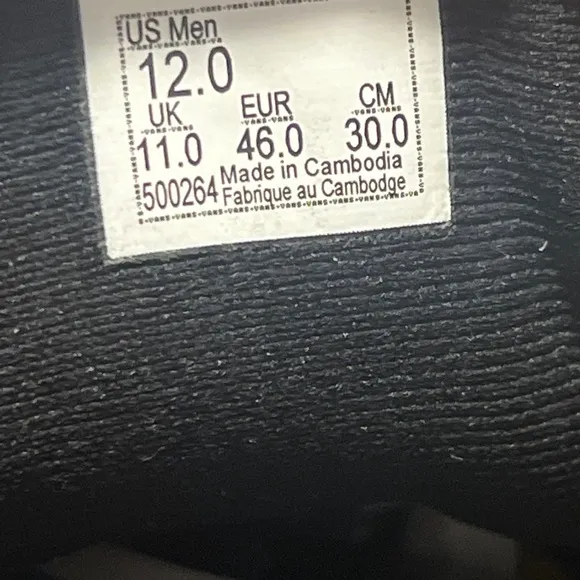 US Men
12.0
UK EUR CM
11.0 46.0 30.0
500264 Made in Cambodia
Fabrique au Cambodge